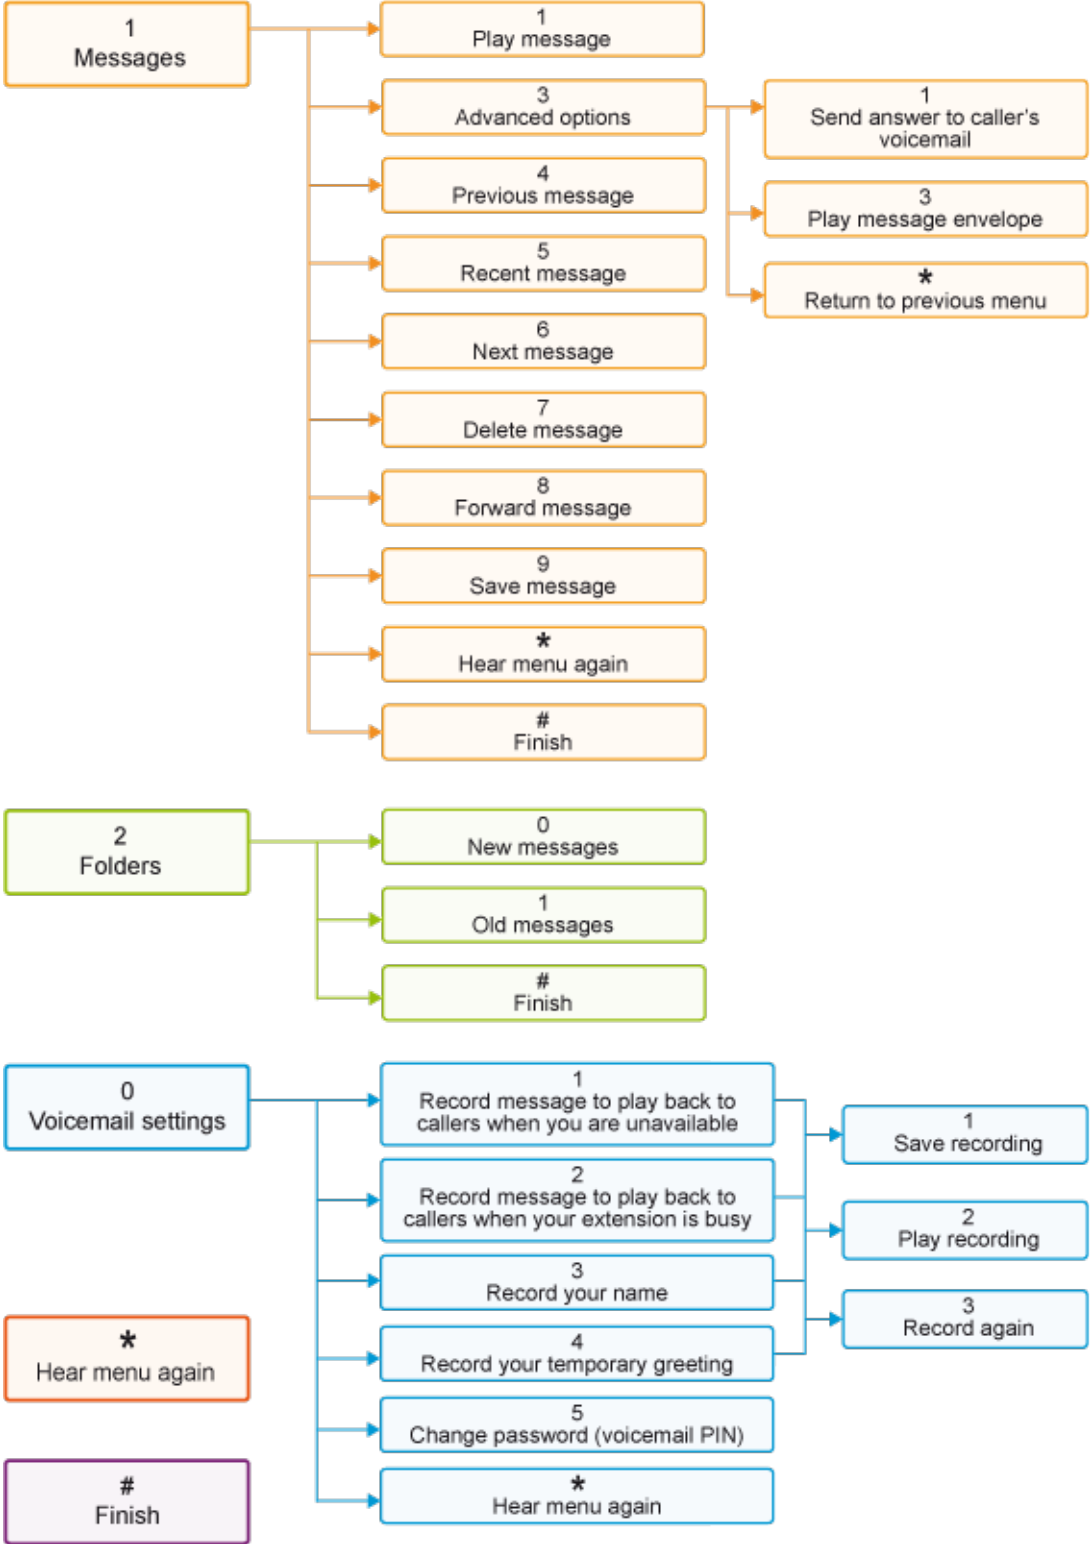 1
Messages
1
Play message
3
Advanced options
1
Send answer to caller's
voicemail
3
Play message envelope
*
Return to previous menu
4
Previous message
5
Recent message
6
Next message
7
Delete message
8
Forward message
9
Save message
*
Hear menu again
#
Finish
2
Folders
0
New messages
1
Old messages
#
Finish
0
Voicemail settings
1
Record message to play back to
callers when you are unavailable
2
Record message to play back to
callers when your extension is busy
3
Record your name
4
Record your temporary greeting
5
Change password (voicemail PIN)
*
Hear menu again
1
Save recording
2
Play recording
3
Record again
*
Hear menu again
#
Finish